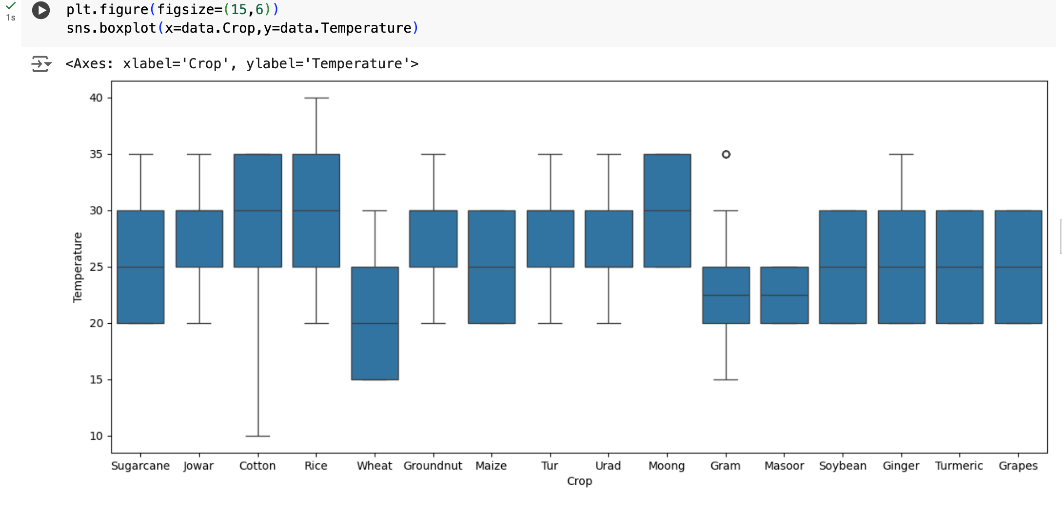 plt.figure(figsize=(15,6))
1s
sns.boxplot(x=data.Crop,y=data.Temperature)
<Axes: xlabel='Crop', ylabel='Temperature'>
40
35
30
25
20
15
10
Temperature
Sugarcane Jowar Cotton Rice Wheat Groundnut Maize Tur Urad Moong Gram Masoor Soybean Ginger Turmeric Grapes
Crop